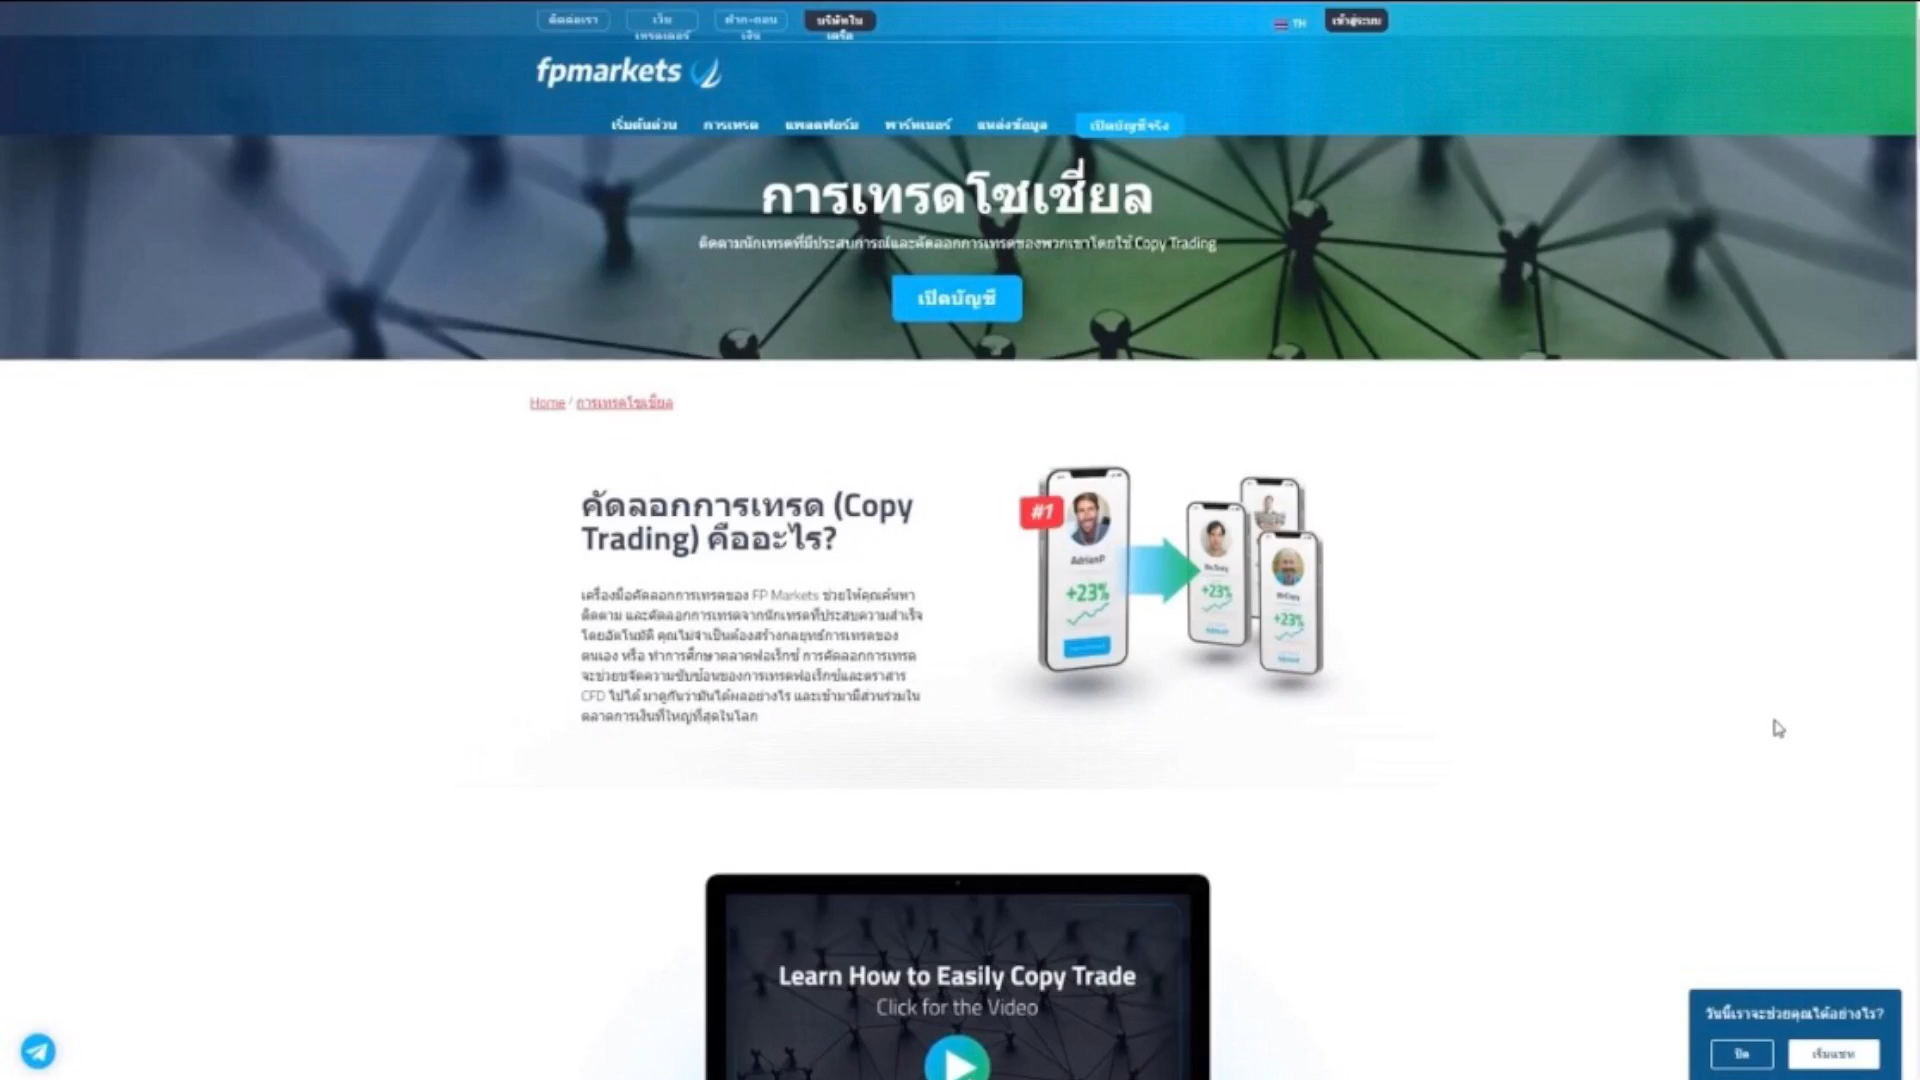 ติดต่อเรา
เว็บ
เทรดเดอร์
ฝาก-ถอน
เงิน
บริษัทใน
เครือ
TH
เข้าสู่ระบบ
fpmarkets
เริ่มต้นด่วน
การเทรด
แพลตฟอร์ม
พาร์ทเนอร์
แหล่งข้อมูล
เปิดบัญชีจริง
การเทรดโซเชี่ยล
ติดตามนักเทรดที่มีประสบการณ์และคัดลอกการเทรดของพวกเขาโดยใช้ Copy Trading
เปิดบัญชี
Home / การเทรดโซเชี่ยล
คัดลอกการเทรด (Copy
Trading) คืออะไร?
เครื่องมือคัดลอกการเทรดของ FP Markets ช่วยให้คุณค้นหา
ติดตาม และคัดลอกการเทรดจากนักเทรดที่ประสบความสำเร็จ
โดยอัตโนมัติ คุณไม่จำเป็นต้องสร้างกลยุทธ์การเทรดของ
ตนเอง หรือ ทำการศึกษาตลาดฟอเร็กซ์ การคัดลอกการเทรด
จะช่วยขจัดความซับซ้อนของการเทรดฟอเร็กซ์และตราสาร
CFD ไปได้ มาดูกันว่ามันได้ผลอย่างไร และเข้ามามีส่วนร่วมใน
ตลาดการเงินที่ใหญ่ที่สุดในโลก
#1
AdrianP
+23%
+23%
MrCopy
+23%
Learn How to Easily Copy Trade
Click for the Video
วันนี้เราจะช่วยคุณได้อย่างไร?
ปิด
เริ่มแชท